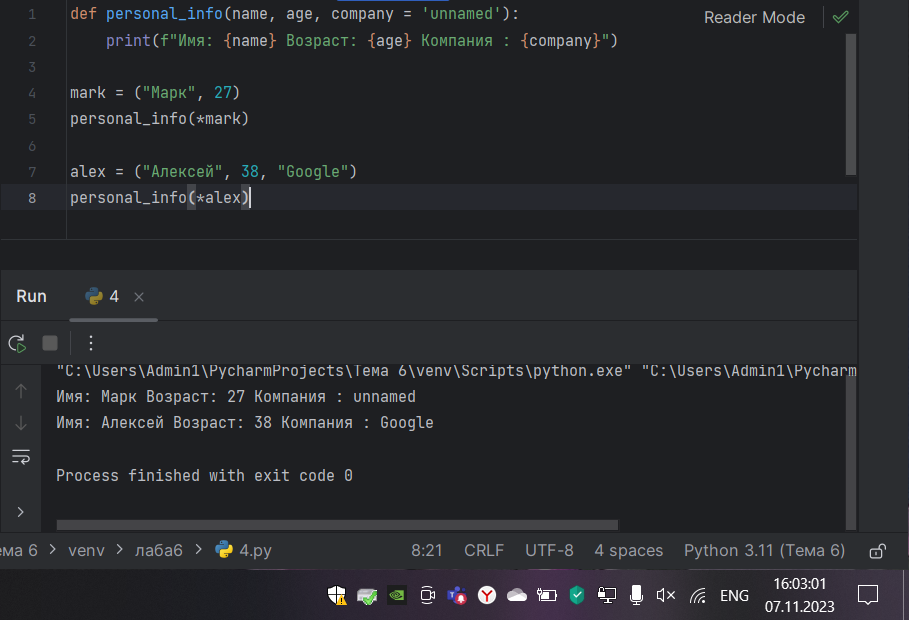 1 def personal_info(name, age, company = 'unnamed'):
Reader Mode
2 print(f"Имя: {name} Возраст: {age} Компания : {company}")
3
4 mark = ("Марк", 27)
5 personal_info(*mark)
6
7 alex = ("Алексей", 38, "Google")
8 personal_info(*alex)
Run 4
"C:\Users\Admin1\PycharmProjects\Тема 6\venv\Scripts\python.exe" "C:\Users\Admin1\Pycharm
Имя: Марк Возраст: 27 Компания : unnamed
Имя: Алексей Возраст: 38 Компания : Google
Process finished with exit code 0
ема 6 > venv > лаба6 > 4.py 8:21 CRLF UTF-8 4 spaces Python 3.11 (Тема 6)
ENG 16:03:01
07.11.2023